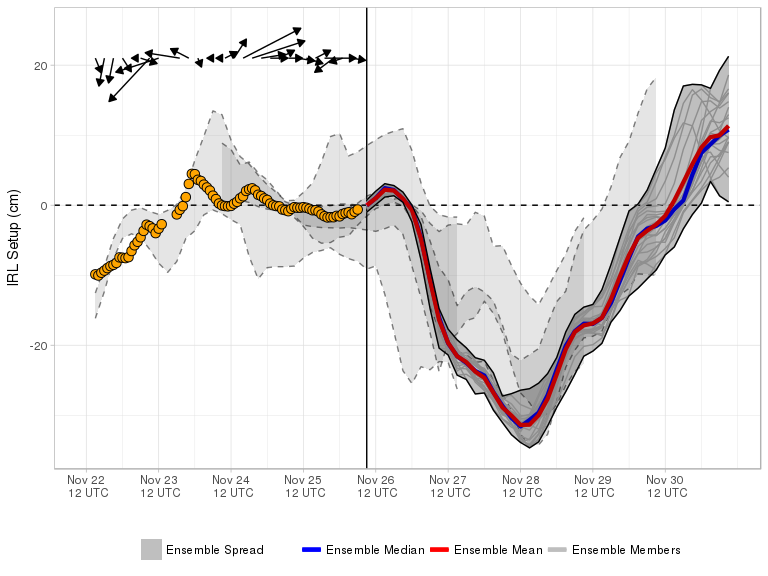 IRL Setup (cm)
20
0
-20
Nov 22 Nov 23 Nov 24 Nov 25 Nov 26 Nov 27 Nov 28 Nov 29 Nov 30
12 UTC 12 UTC 12 UTC 12 UTC 12 UTC 12 UTC 12 UTC 12 UTC 12 UTC
Ensemble Spread Ensemble Median Ensemble Mean Ensemble Members